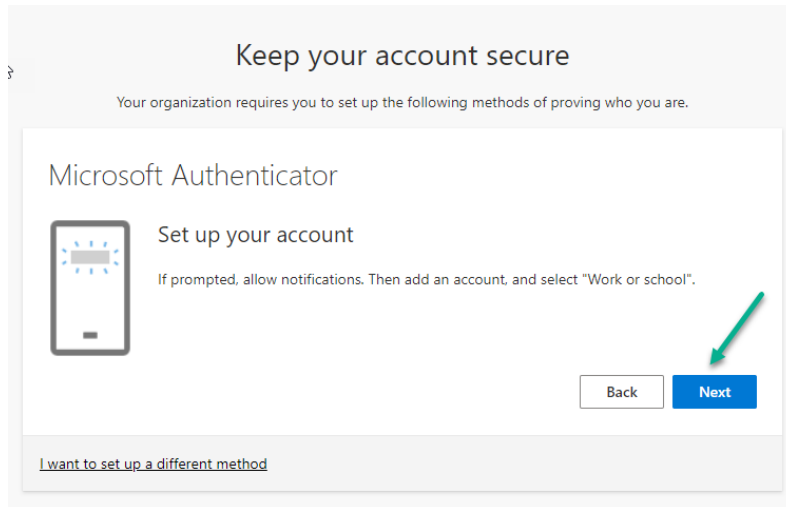 Keep your account secure
Your organization requires you to set up the following methods of proving who you are.
Microsoft Authenticator
Set up your account
If prompted, allow notifications. Then add an account, and select "Work or school".
Back Next
I want to set up a different method